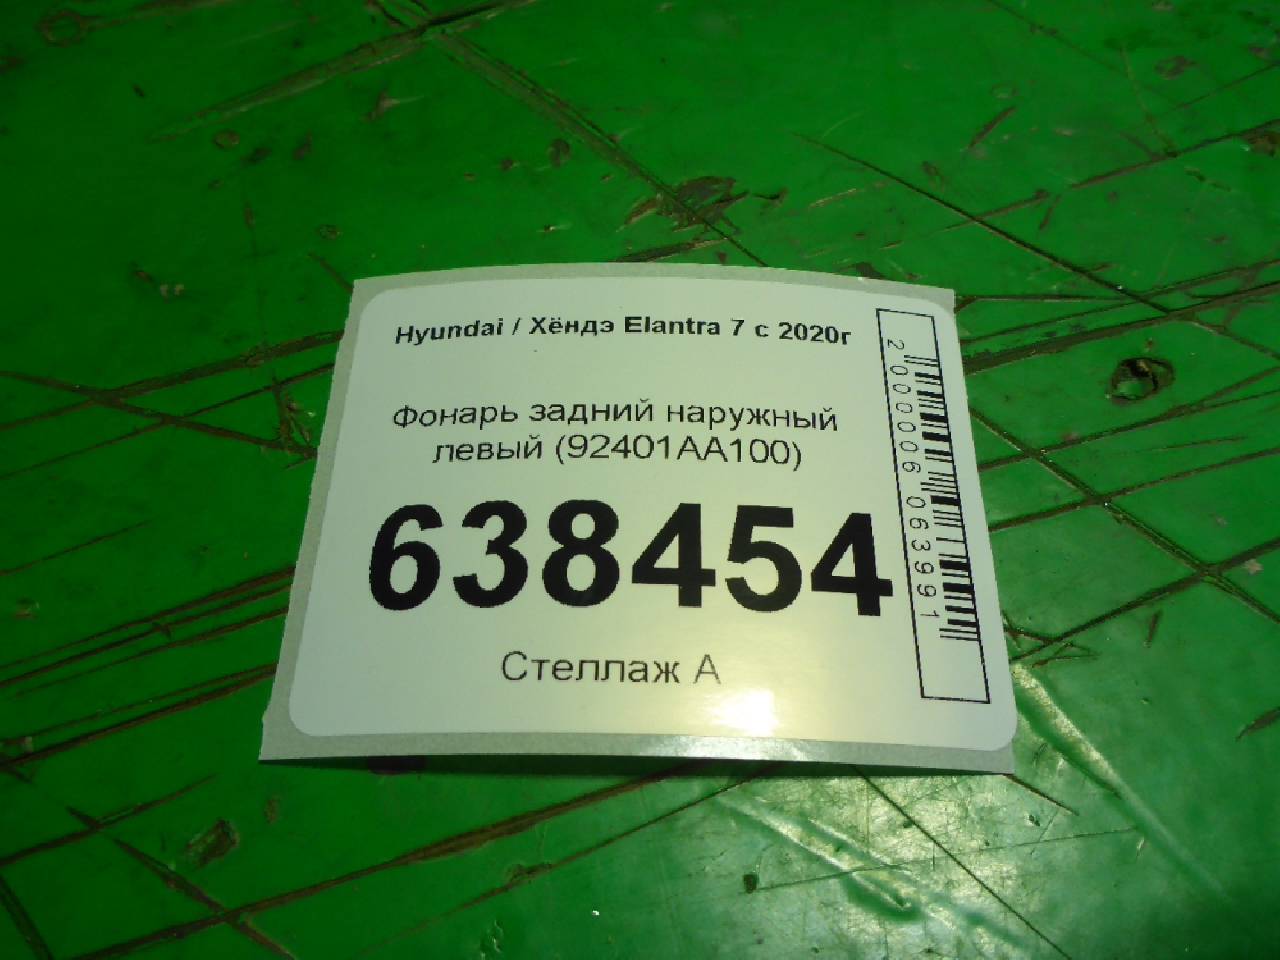 Hyundai / Хёндэ Elantra 7 с 2020г
Фонарь задний наружный
левый (92401AA100)
638454
Стеллаж А
2000006063991